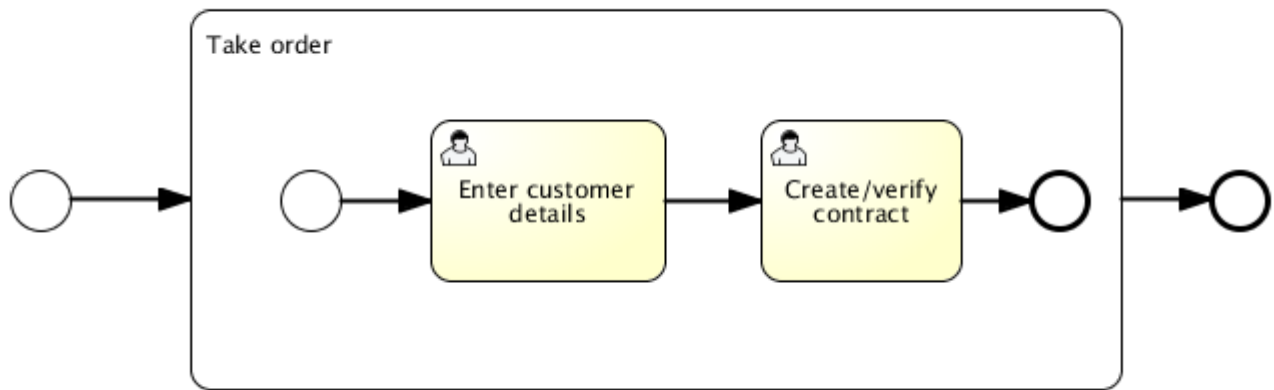 Take order
Enter customer
details
Create/verify
contract